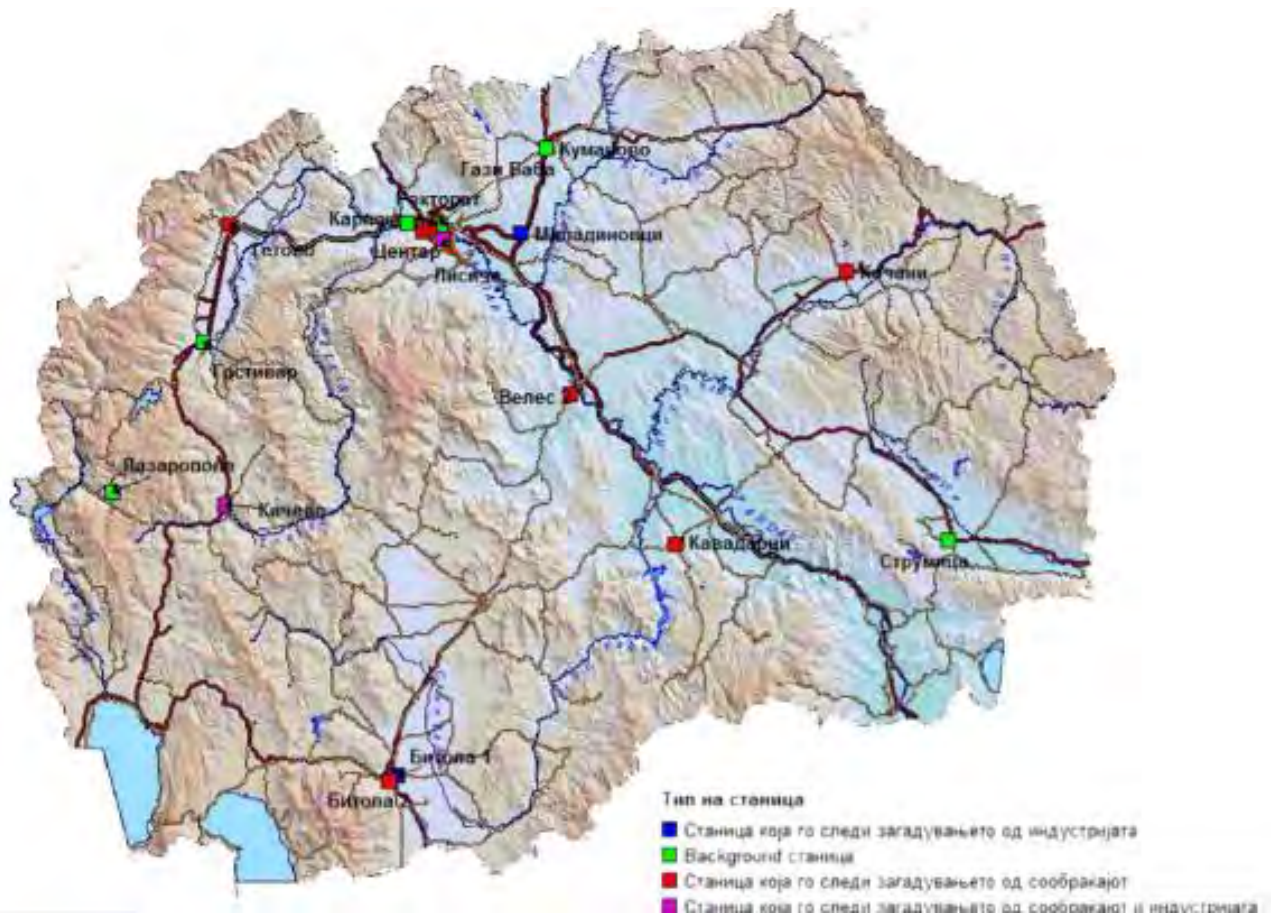 Куманово
Гази Баба
Ректорат
Карпош
Тетово
Центар
Миладиновци
Лисиче
Кочани
Гостивар
Велес 2
Лазарополе
Кичево
Кавадарци
Струмица
Битола 1
Битола 2
Тип на станица
Станица која го следи загадувањето од индустријата
Background станица
Станица која го следи загадувањето од сообраќајот
Станица која го следи загадувањето од сообраќајот и индустријата